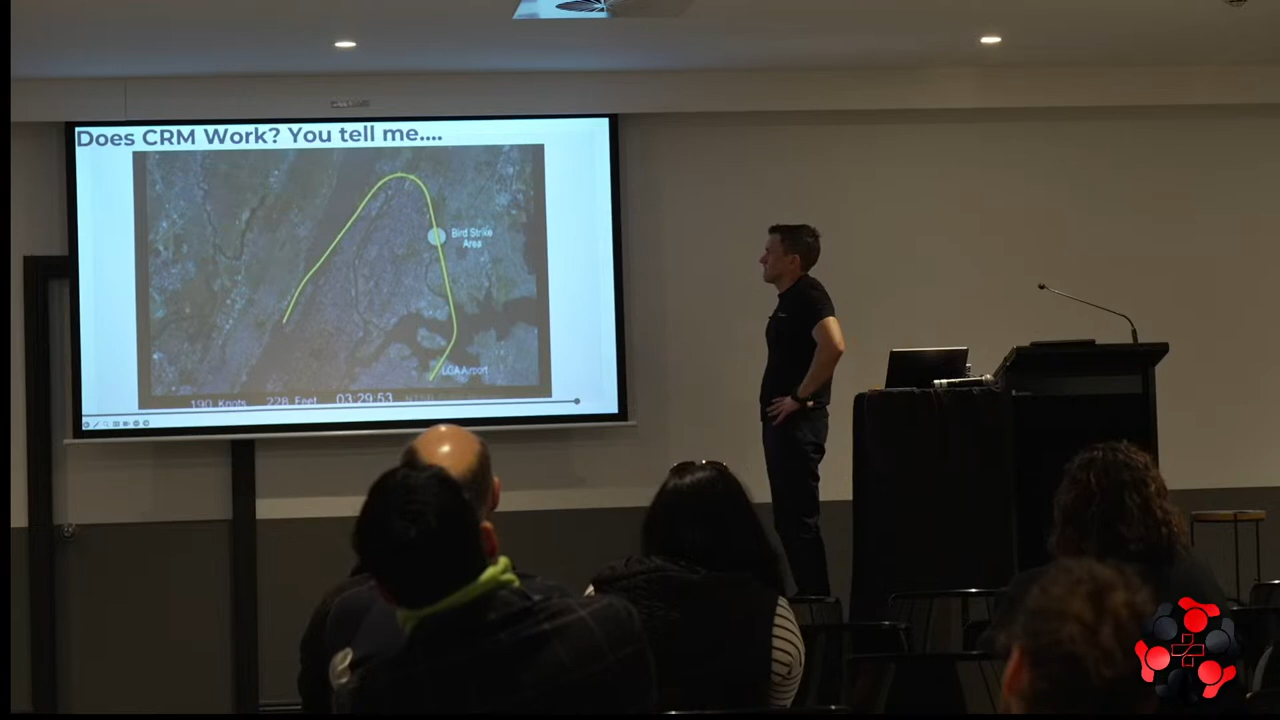 Does CRM Work? You tell me....
Bird Strike
Area
LGA Airport
190 Knots 228 Feet 03:29:53